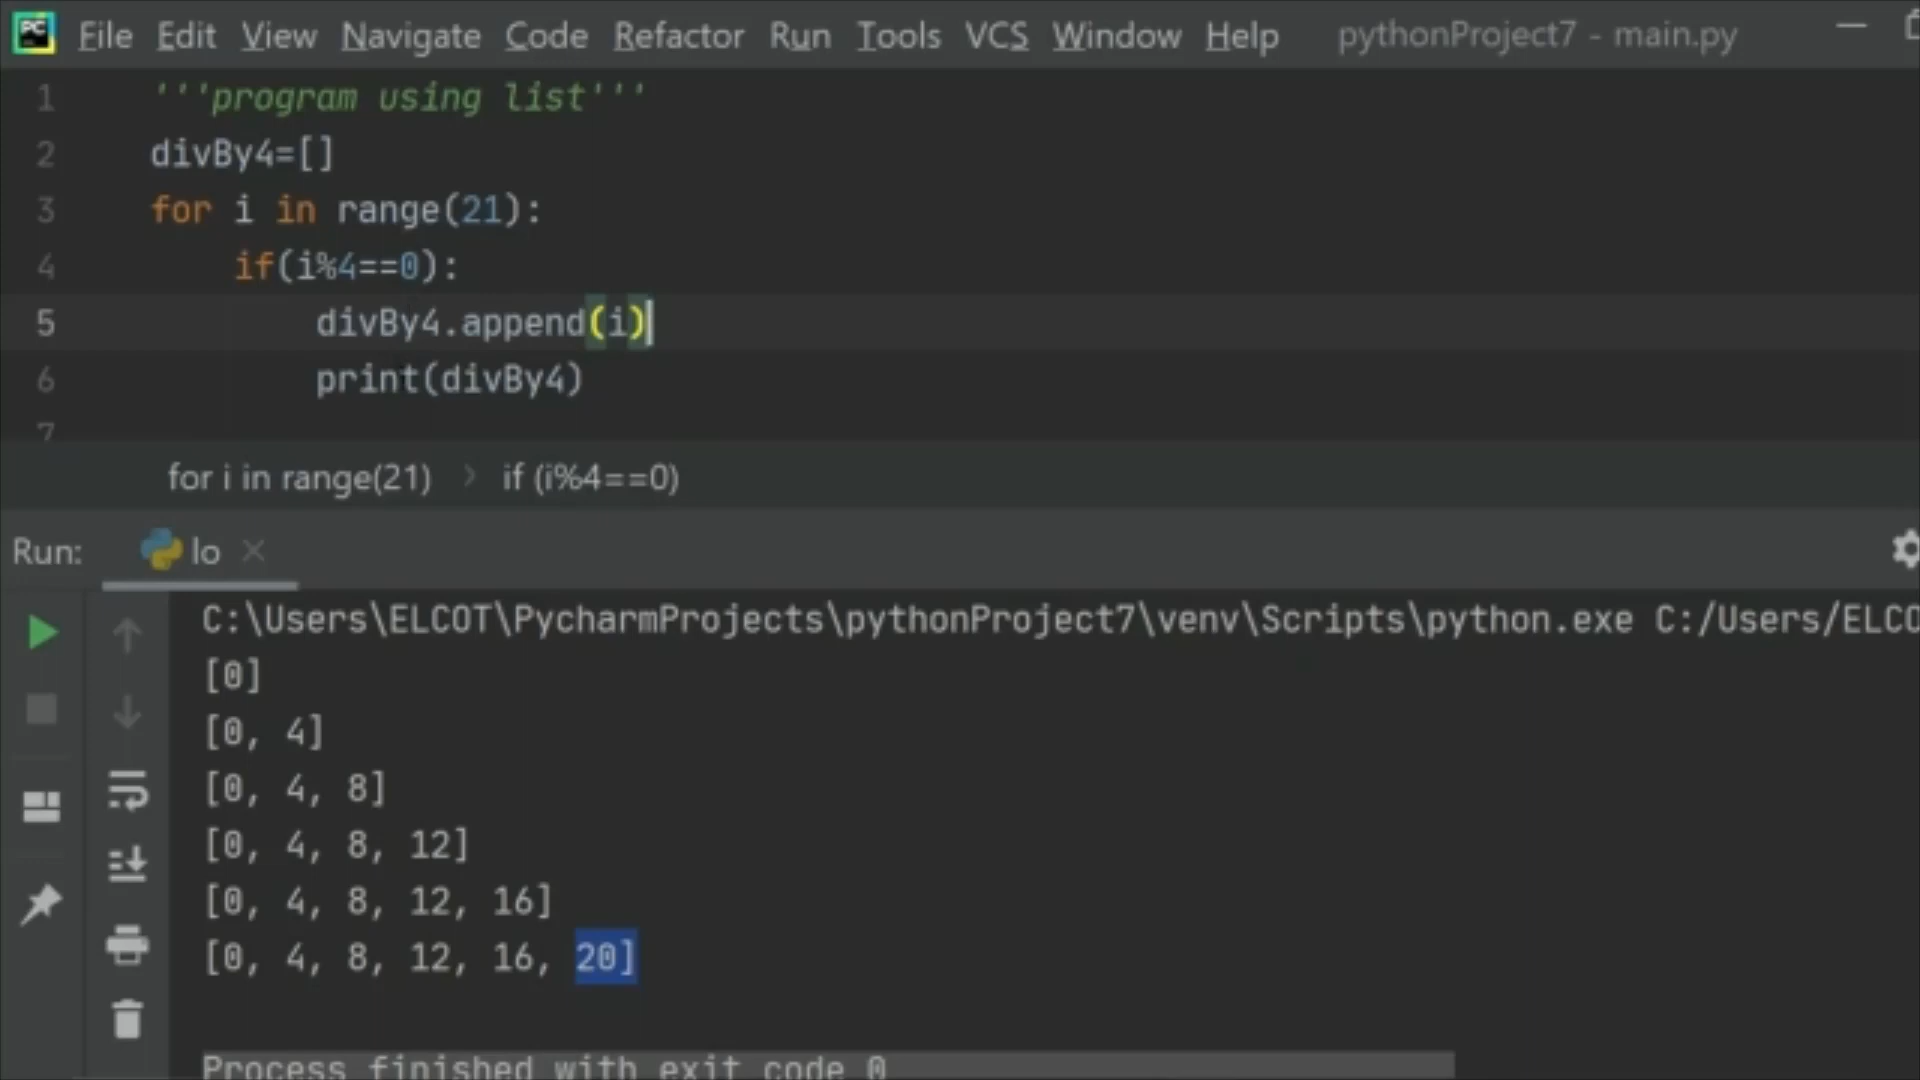 PC File Edit View Navigate Code Refactor Run Tools VCS Window Help pythonProject7 - main.py
1 '''program using list'''
2 divBy4=[]
3 for i in range(21):
4 if(i%4==0):
5 divBy4.append(i)
6 print(divBy4)
7
for i in range(21) › if (i%4==0)
Run: lo ×
C:\Users\ELCOT\PycharmProjects\pythonProject7\venv\Scripts\python.exe C:/Users/ELCO
[0]
[0, 4]
[0, 4, 8]
[0, 4, 8, 12]
[0, 4, 8, 12, 16]
[0, 4, 8, 12, 16, 20]
Process finished with exit code 0